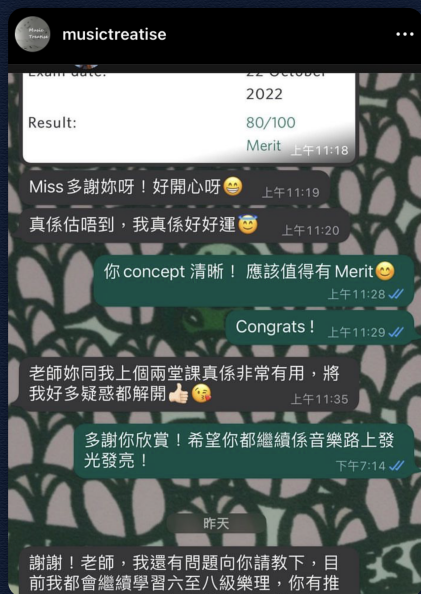 musictreatise
Exam date:
22 October
2022
Result:
80/100
Merit 上午11:18
Miss 多謝妳呀！好開心呀😁 上午11:19
真係估唔到，我真係好好運😇 上午11:20
你 concept 清晰！ 應該值得有 Merit😊
上午11:28
Congrats！ 上午11:29
老師妳同我上個兩堂課真係非常有用，將
我好多疑惑都解開👍🏻😘 上午11:35
多謝你欣賞！希望你都繼續係音樂路上發
光發亮！ 下午7:14
昨天
謝謝！老師，我還有問題向你請教下，目
前我都會繼續學習六至八級樂理，你有推